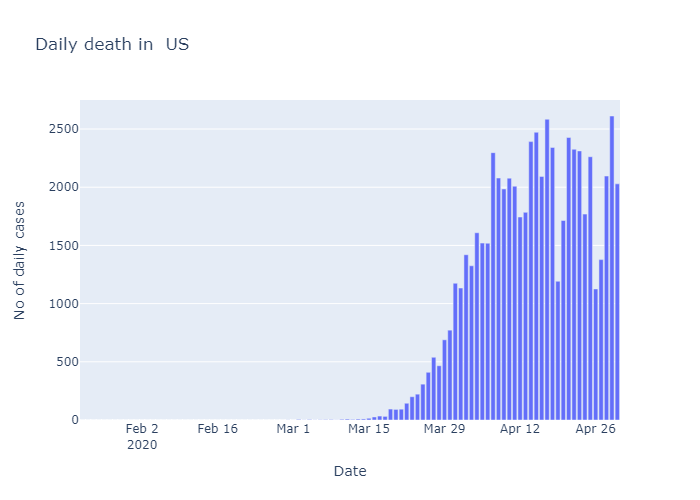 Daily death in  US
2500
2000
1500
1000
500
0
No of daily cases
Feb 2
2020
Feb 16
Mar 1
Mar 15
Mar 29
Apr 12
Apr 26
Date